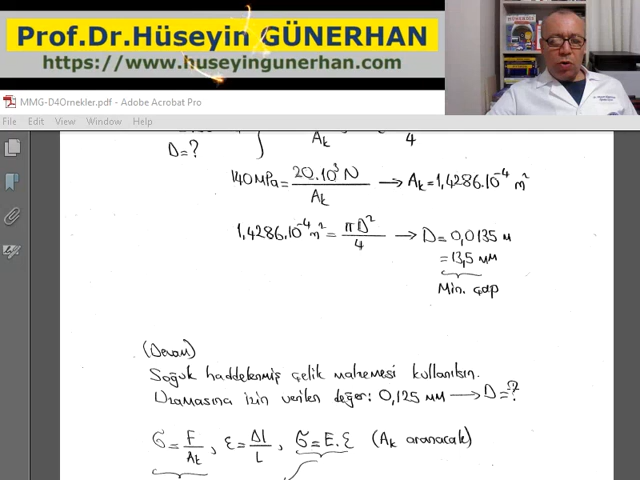 Prof.Dr.Hüseyin GÜNERHAN
https://www.huseyingunerhan.com
MMG-D4Ornekler.pdf - Adobe Acrobat Pro
File Edit View Window Help
D=? Ak 4
140MPa = 20.10³ N / Ak → Ak = 1,4286.10⁻⁴ m²
1,4286.10⁻⁴ m² = πD² / 4 → D = 0,0135 m
= 13,5 mm
Min. çap
(Devam)
Soğuk haddelenmiş çelik malzemesi kullanılsın.
Uzamasına izin verilen değer: 0,125 mm → D=?
σ = F / Ak , ε = Δl / L , σ = E.ε (Ak aranacak)